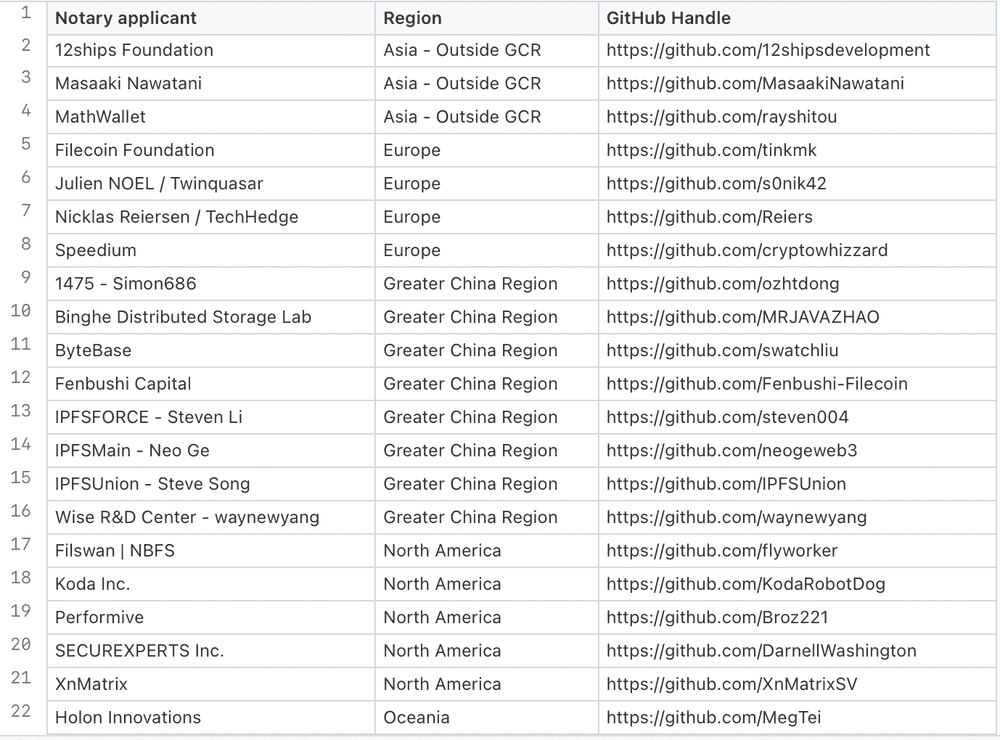 1 Notary applicant Region GitHub Handle
2 12ships Foundation Asia - Outside GCR https://github.com/12shipsdevelopment
3 Masaaki Nawatani Asia - Outside GCR https://github.com/MasaakiNawatani
4 MathWallet Asia - Outside GCR https://github.com/rayshitou
5 Filecoin Foundation Europe https://github.com/tinkmk
6 Julien NOEL / Twinquasar Europe https://github.com/s0nik42
7 Nicklas Reiersen / TechHedge Europe https://github.com/Reiers
8 Speedium Europe https://github.com/cryptowhizzard
9 1475 - Simon686 Greater China Region https://github.com/ozhtdong
10 Binghe Distributed Storage Lab Greater China Region https://github.com/MRJAVAZHAO
11 ByteBase Greater China Region https://github.com/swatchliu
12 Fenbushi Capital Greater China Region https://github.com/Fenbushi-Filecoin
13 IPFSFORCE - Steven Li Greater China Region https://github.com/steven004
14 IPFSMain - Neo Ge Greater China Region https://github.com/neogeweb3
15 IPFSUnion - Steve Song Greater China Region https://github.com/IPFSUnion
16 Wise R&D Center - waynewyang Greater China Region https://github.com/waynewyang
17 Filswan | NBFS North America https://github.com/flyworker
18 Koda Inc. North America https://github.com/KodaRobotDog
19 Performive North America https://github.com/Broz221
20 SECUREXPERTS Inc. North America https://github.com/DarnellWashington
21 XnMatrix North America https://github.com/XnMatrixSV
22 Holon Innovations Oceania https://github.com/MegTei